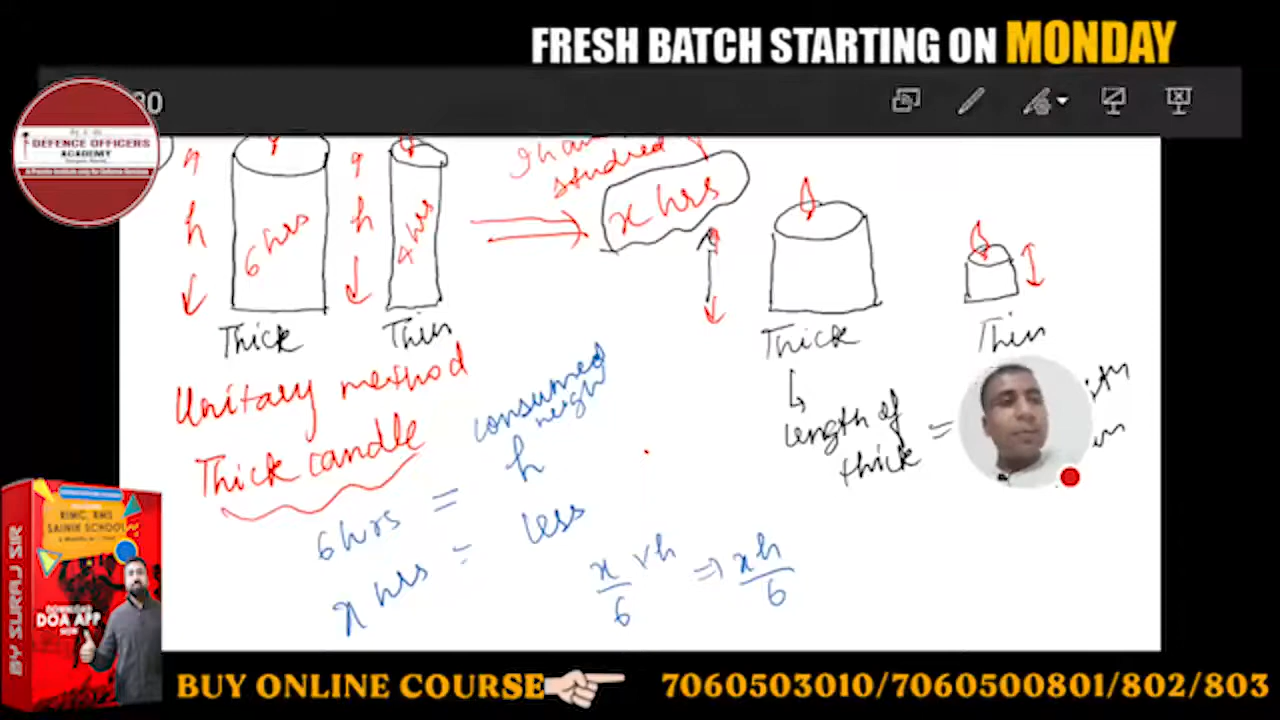 FRESH BATCH STARTING ON MONDAY
DEFENCE OFFICERS
ACADEMY
studied
h
6 hrs
h
4 hrs
x hrs
Thick
Thin
Thick
Thin
Unitary method
Thick candle
consumed
height
h
6 hrs =
x hrs = less
x/6 × h ⇒ xh/6
length of
thick =
RIMC, RMS
SAINIK SCHOOL
DOWNLOAD
DOA APP
NOW
BY SURAJ SIR
BUY ONLINE COURSE 7060503010/7060500801/802/803